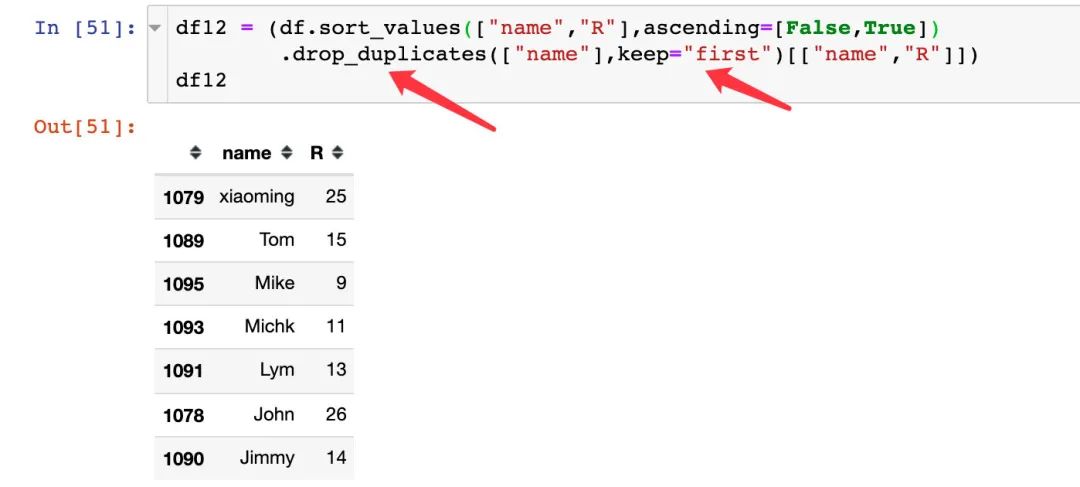 In [51]: df12 = (df.sort_values(["name","R"],ascending=[False,True])
.drop_duplicates(["name"],keep="first")[["name","R"]])
df12
Out[51]:
name R
1079 xiaoming 25
1089 Tom 15
1095 Mike 9
1093 Michk 11
1091 Lym 13
1078 John 26
1090 Jimmy 14